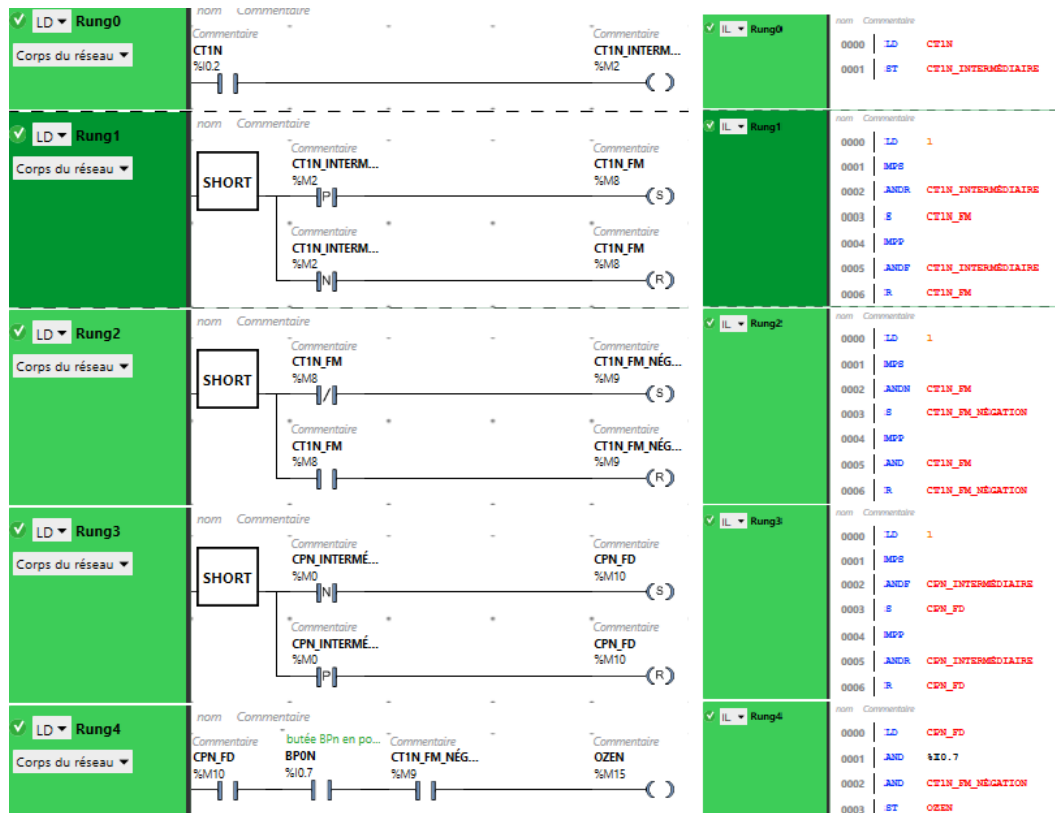 LD Rung0
Corps du réseau
nom Commentaire
Commentaire Commentaire
CT1N CT1N_INTERM...
%I0.2 %M2
IL Rung0
nom Commentaire
0000 LD CT1N
0001 ST CT1N_INTERMÉDIAIRE
LD Rung1
Corps du réseau
nom Commentaire
SHORT
Commentaire Commentaire
CT1N_INTERM... CT1N_FM
%M2 %M8
P S
Commentaire Commentaire
CT1N_INTERM... CT1N_FM
%M2 %M8
N R
IL Rung1
nom Commentaire
0000 LD 1
0001 MPS
0002 ANDR CT1N_INTERMÉDIAIRE
0003 S CT1N_FM
0004 MPP
0005 ANDF CT1N_INTERMÉDIAIRE
0006 R CT1N_FM
LD Rung2
Corps du réseau
nom Commentaire
SHORT
Commentaire Commentaire
CT1N_FM CT1N_FM_NÉG...
%M8 %M9
/ S
Commentaire Commentaire
CT1N_FM CT1N_FM_NÉG...
%M8 %M9
R
IL Rung2
nom Commentaire
0000 LD 1
0001 MPS
0002 ANDN CT1N_FM
0003 S CT1N_FM_NÉGATION
0004 MPP
0005 AND CT1N_FM
0006 R CT1N_FM_NÉGATION
LD Rung3
Corps du réseau
nom Commentaire
SHORT
Commentaire Commentaire
CPN_INTERMÉ... CPN_FD
%M0 %M10
N S
Commentaire Commentaire
CPN_INTERMÉ... CPN_FD
%M0 %M10
P R
IL Rung3
nom Commentaire
0000 LD 1
0001 MPS
0002 ANDF CPN_INTERMÉDIAIRE
0003 S CPN_FD
0004 MPP
0005 ANDR CPN_INTERMÉDIAIRE
0006 R CPN_FD
LD Rung4
Corps du réseau
nom Commentaire
Commentaire butée BPn en po... Commentaire Commentaire
CPN_FD BP0N CT1N_FM_NÉG... OZEN
%M10 %I0.7 %M9 %M15
IL Rung4
nom Commentaire
0000 LD CPN_FD
0001 AND %I0.7
0002 AND CT1N_FM_NÉGATION
0003 ST OZEN